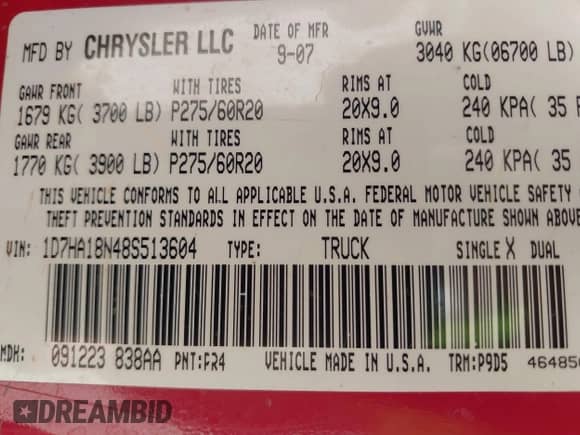 MFD BY CHRYSLER LLC DATE OF MFR 9-07 GVWR 3040 KG(06700 LB)
GAWR FRONT WITH TIRES RIMS AT COLD
1679 KG( 3700 LB) P275/60R20 20X9.0 240 KPA( 35
GAWR REAR WITH TIRES RIMS AT COLD
1770 KG( 3900 LB) P275/60R20 20X9.0 240 KPA( 35
THIS VEHICLE CONFORMS TO ALL APPLICABLE U.S.A. FEDERAL MOTOR VEHICLE SAFETY
THEFT PREVENTION STANDARDS IN EFFECT ON THE DATE OF MANUFACTURE SHOWN ABOVE
VIN: 1D7HA18N48S513604 TYPE: TRUCK SINGLE X DUAL
MDH: 091223 838AA PNT:PR4 VEHICLE MADE IN U.S.A. TRM:P9D5 46485
DREAMBID